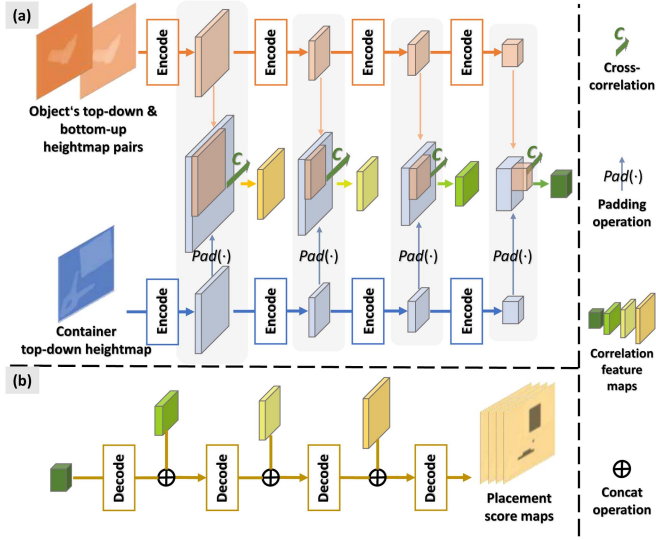 (a)
Encode
Encode
Encode
Encode
Object's top-down &
bottom-up
heightmap pairs
C
C
C
C
Pad(·)
Pad(·)
Pad(·)
Pad(·)
Encode
Encode
Encode
Encode
Container
top-down heightmap
(b)
Decode
Decode
Decode
Decode
Placement
score maps
C
Cross-
correlation
Pad(·)
Padding
operation
Correlation
feature
maps
Concat
operation